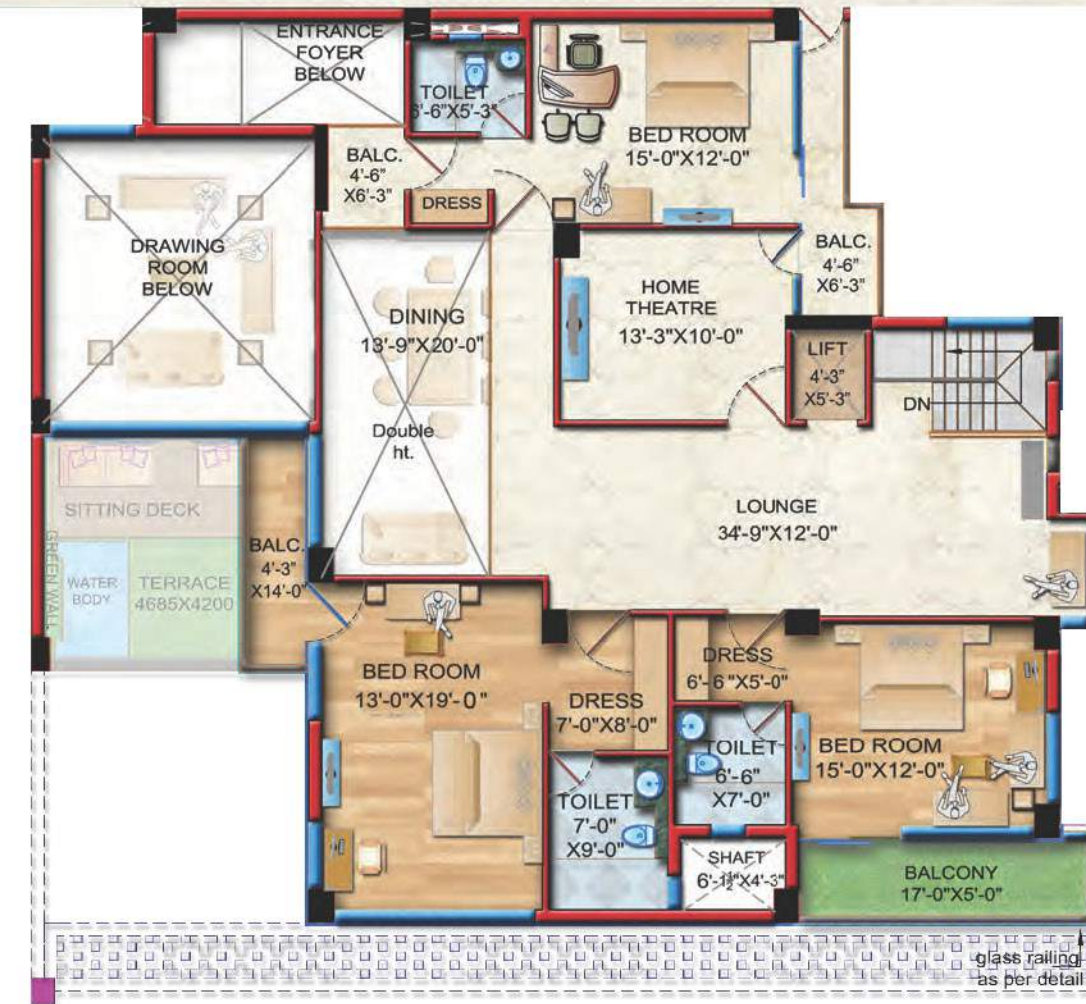 ENTRANCE
FOYER
BELOW
TOILET
6'-6"X5'-3"
BED ROOM
15'-0"X12'-0"
BALC.
4'-6"
X6'-3"
DRESS
DRAWING
ROOM
BELOW
DINING
13'-9"X20'-0"
Double
ht.
HOME
THEATRE
13'-3"X10'-0"
BALC.
4'-6"
X6'-3"
LIFT
4'-3"
X5'-3"
DN
LOUNGE
34'-9"X12'-0"
SITTING DECK
GREEN WALL
WATER
BODY
TERRACE
4685X4200
BALC.
4'-3"
X14'-0"
BED ROOM
13'-0"X19'-0"
DRESS
7'-0"X8'-0"
DRESS
6'-6"X5'-0"
TOILET
6'-6"
X7'-0"
BED ROOM
15'-0"X12'-0"
TOILET
7'-0"
X9'-0"
SHAFT
6'-1½"X4'-3"
BALCONY
17'-0"X5'-0"
glass railing
as per detail